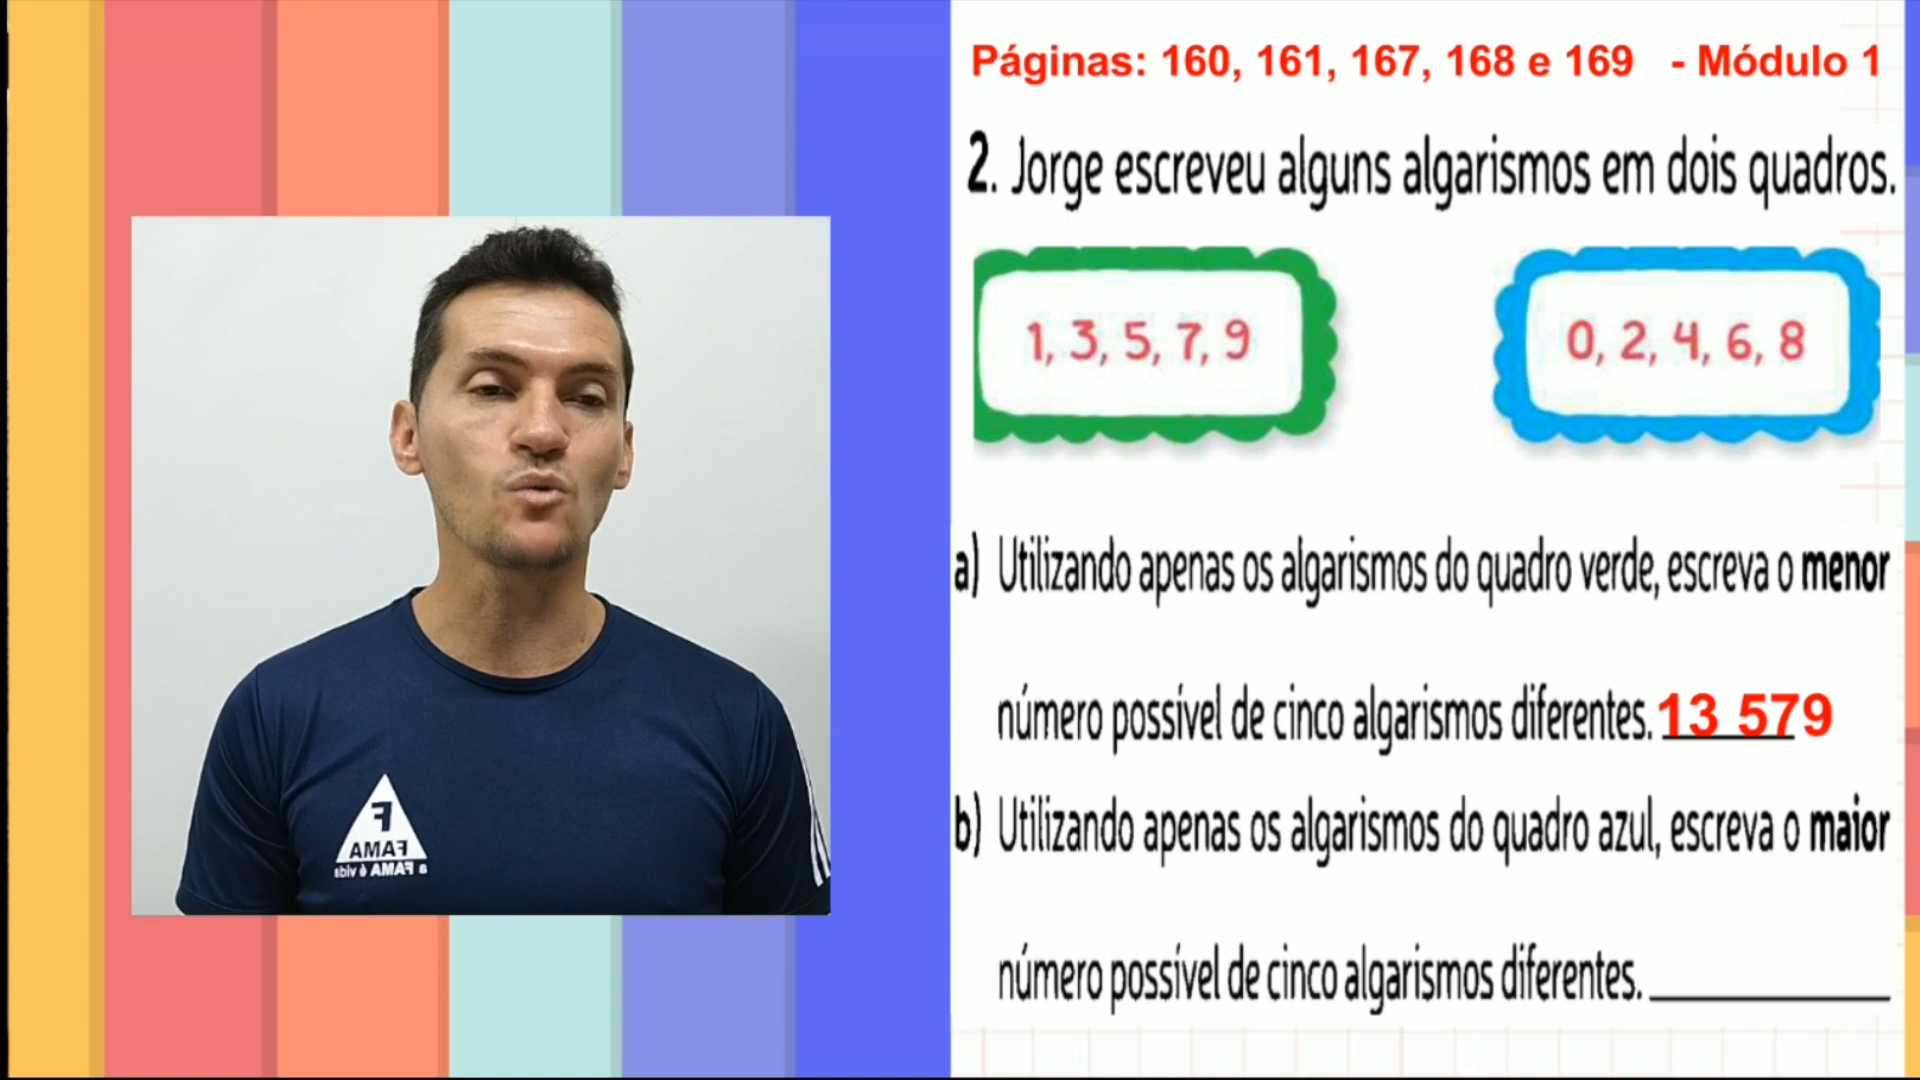 Páginas: 160, 161, 167, 168 e 169 - Módulo 1
2. Jorge escreveu alguns algarismos em dois quadros.
1, 3, 5, 7, 9
0, 2, 4, 6, 8
a) Utilizando apenas os algarismos do quadro verde, escreva o menor
número possível de cinco algarismos diferentes. 13 579
b) Utilizando apenas os algarismos do quadro azul, escreva o maior
número possível de cinco algarismos diferentes.
F
FAMA
a FAMA é vida